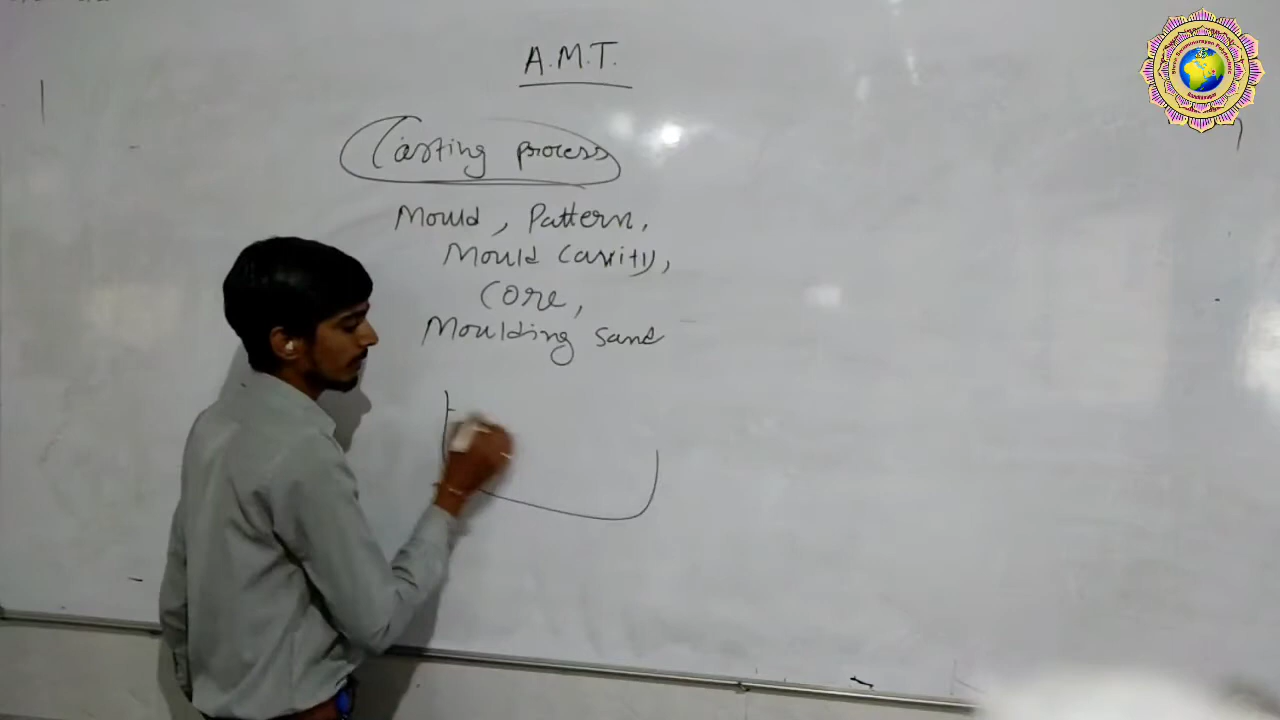 A.M.T.
Casting process
Mould, Pattern,
Mould Cavity,
Core,
Moulding sand